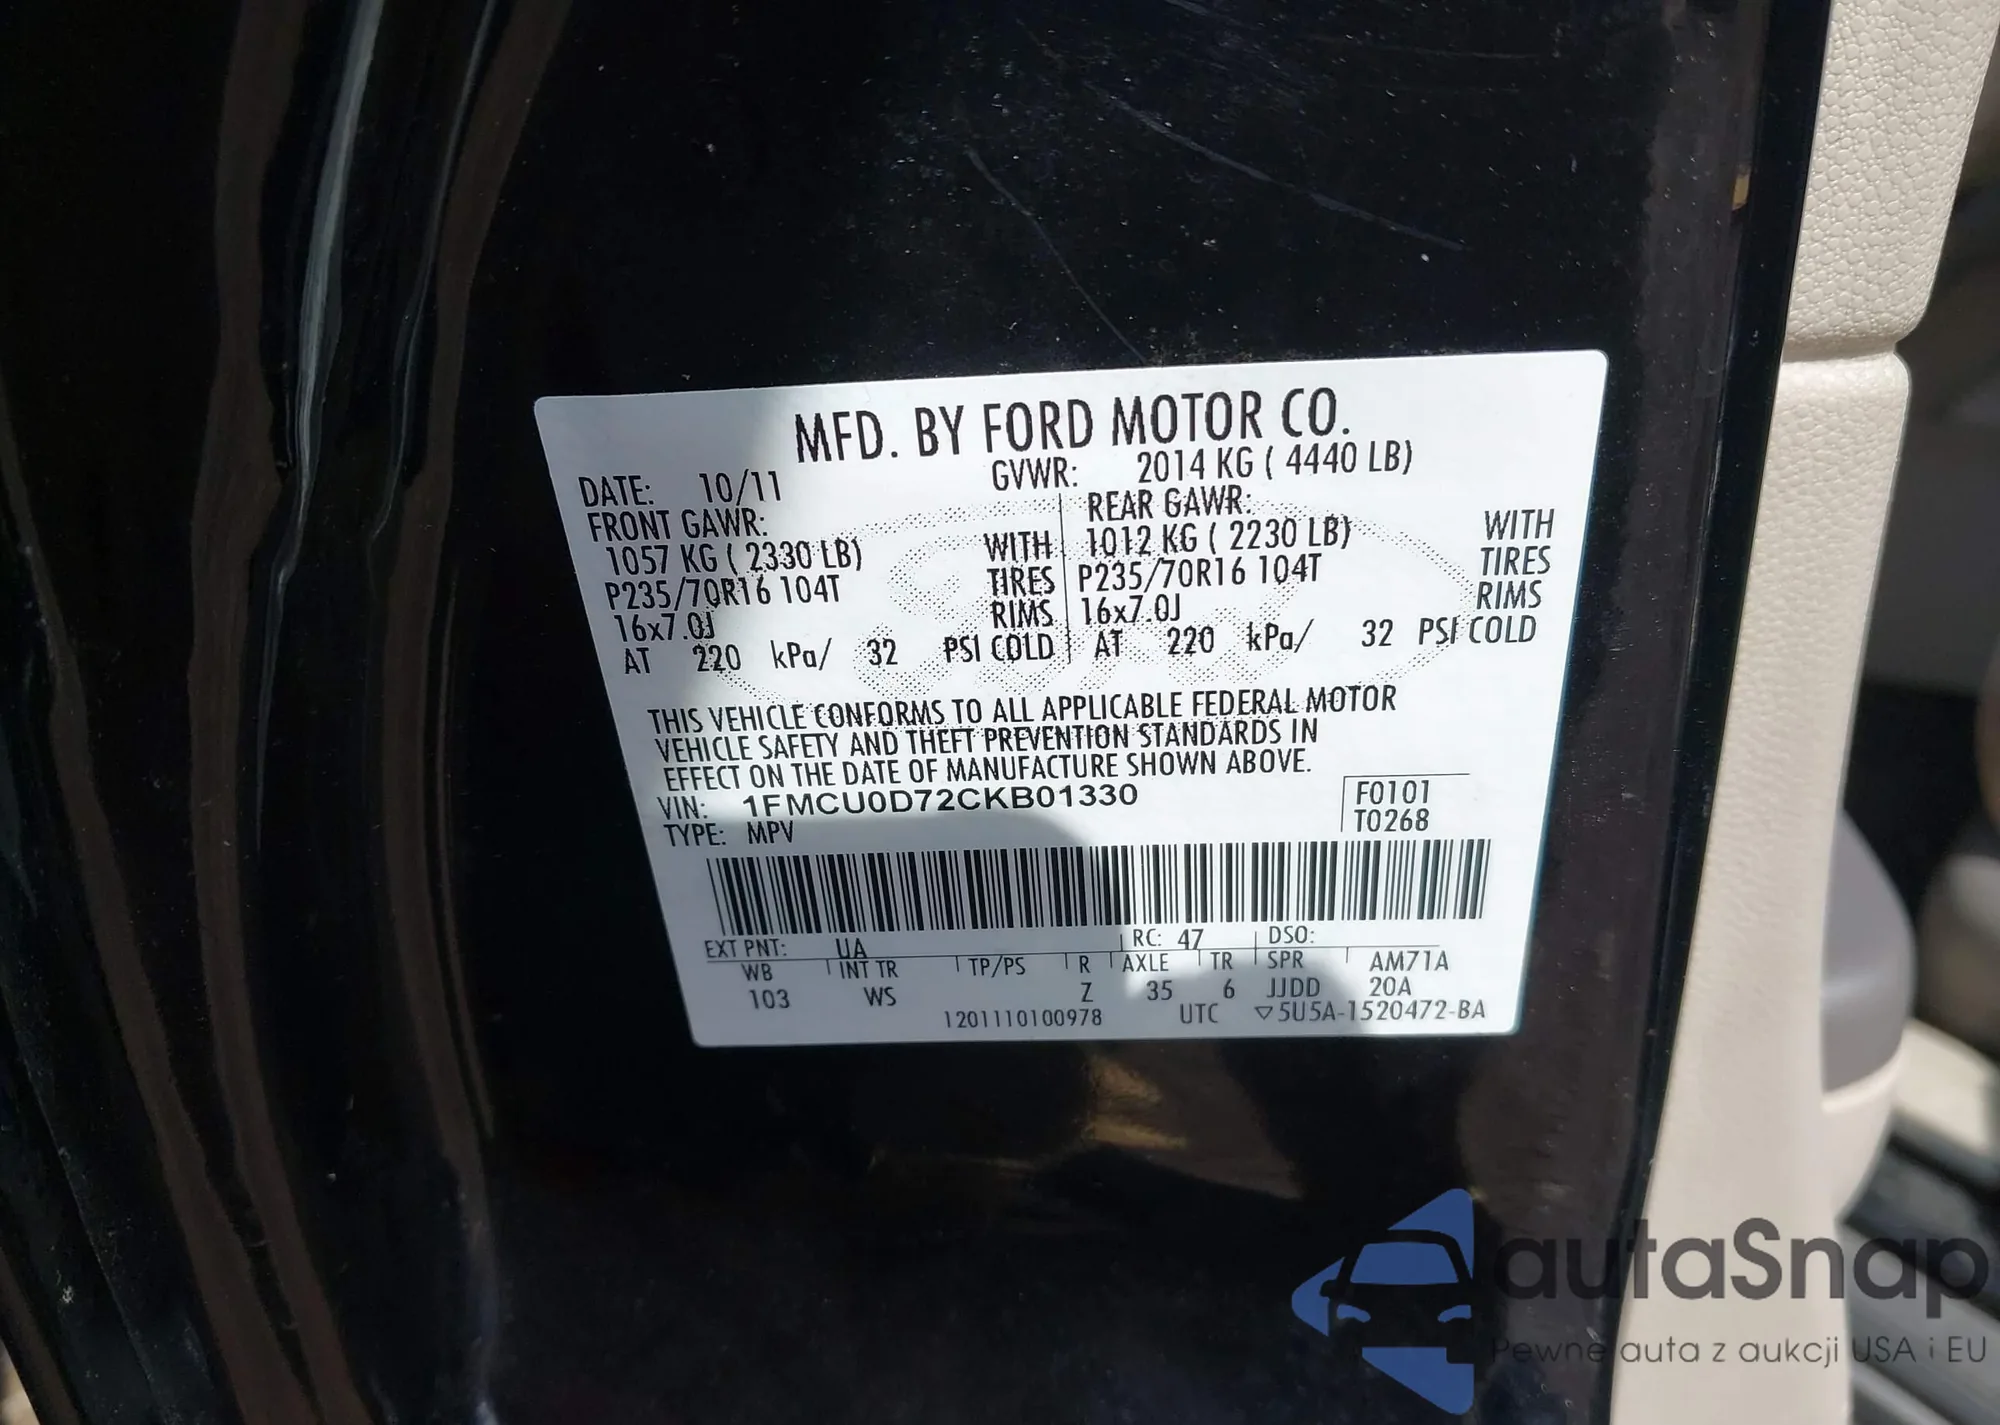 MFD. BY FORD MOTOR CO.
DATE: 10/11 GVWR: 2014 KG ( 4440 LB)
FRONT GAWR: REAR GAWR:
1057 KG ( 2330 LB) WITH 1012 KG ( 2230 LB) WITH
P235/70R16 104T TIRES P235/70R16 104T TIRES
16x7.0J RIMS 16x7.0J RIMS
AT 220 kPa/ 32 PSI COLD AT 220 kPa/ 32 PSI COLD
THIS VEHICLE CONFORMS TO ALL APPLICABLE FEDERAL MOTOR
VEHICLE SAFETY AND THEFT PREVENTION STANDARDS IN
EFFECT ON THE DATE OF MANUFACTURE SHOWN ABOVE.
VIN: 1FMCU0D72CKB01330 F0101
TYPE: MPV T0268
EXT PNT: UA RC: 47 DSO:
WB INT TR TP/PS R AXLE TR SPR AM71A
103 WS Z 35 6 JJDD 20A
1201110100978 UTC ▽5U5A-1520472-BA
autaSnap
Pewne auta z aukcji USA i EU